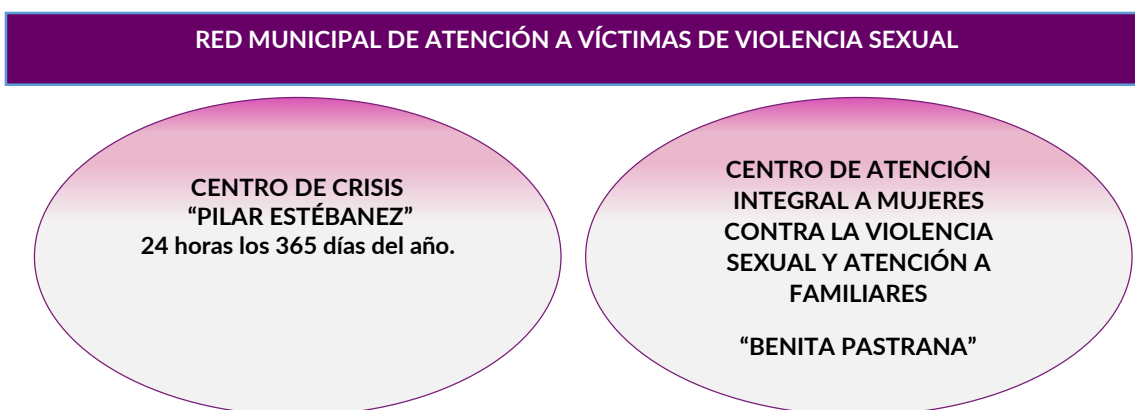 RED MUNICIPAL DE ATENCIÓN A VÍCTIMAS DE VIOLENCIA SEXUAL
CENTRO DE CRISIS
“PILAR ESTÉBANEZ”
24 horas los 365 días del año.
CENTRO DE ATENCIÓN
INTEGRAL A MUJERES
CONTRA LA VIOLENCIA
SEXUAL Y ATENCIÓN A
FAMILIARES
“BENITA PASTRANA”